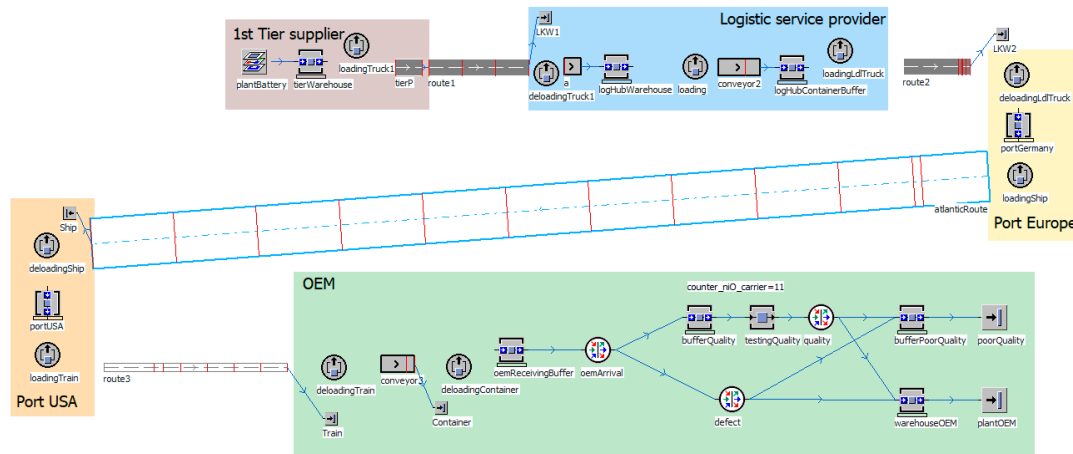 1st Tier supplier
plantBattery
tierWarehouse
loadingTruck1
tierP
route1
Logistic service provider
LKW1
deloadingTruck1
a
logHubWarehouse
loading
conveyor2
logHubContainerBuffer
loadingLdlTruck
route2
LKW2
deloadingLdlTruck
portGermany
loadingShip
Port Europe
atlanticRoute
Ship
deloadingShip
portUSA
loadingTrain
Port USA
route3
OEM
Train
deloadingTrain
conveyor3
Container
deloadingContainer
oemReceivingBuffer
oemArrival
counter_niO_carrier=11
bufferQuality
testingQuality
quality
bufferPoorQuality
poorQuality
defect
warehouseOEM
plantOEM